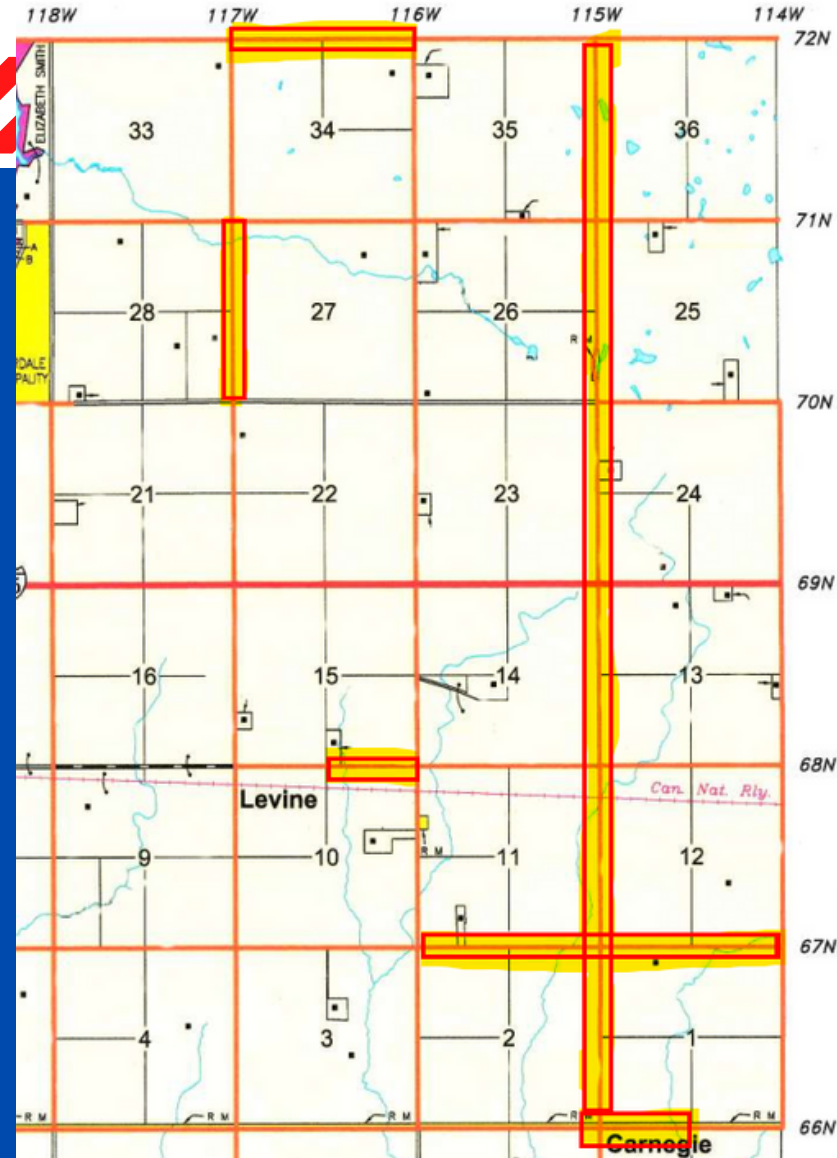 118W 117W 116W 115W 114W
72N
ELIZABETH SMITH
33 34 35 36
71N
A
B
28 27 26 25
R M
DALE
PALITY
70N
21 22 23 24
69N
16 15 14 13
68N
Can. Nat. Rly.
Levine
9 10 11 12
R M
67N
4 3 2 1
R M R M R M R M R M
66N
Carnegie